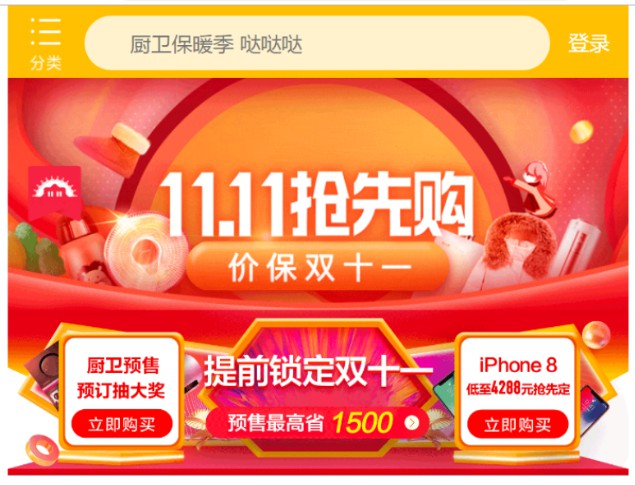 分类
厨卫保暖季 哒哒哒
登录
11.11抢先购
价保双十一
厨卫预售
预订抽大奖
立即购买
提前锁定双十一
预售最高省 1500
iPhone 8
低至4288元抢先定
立即购买